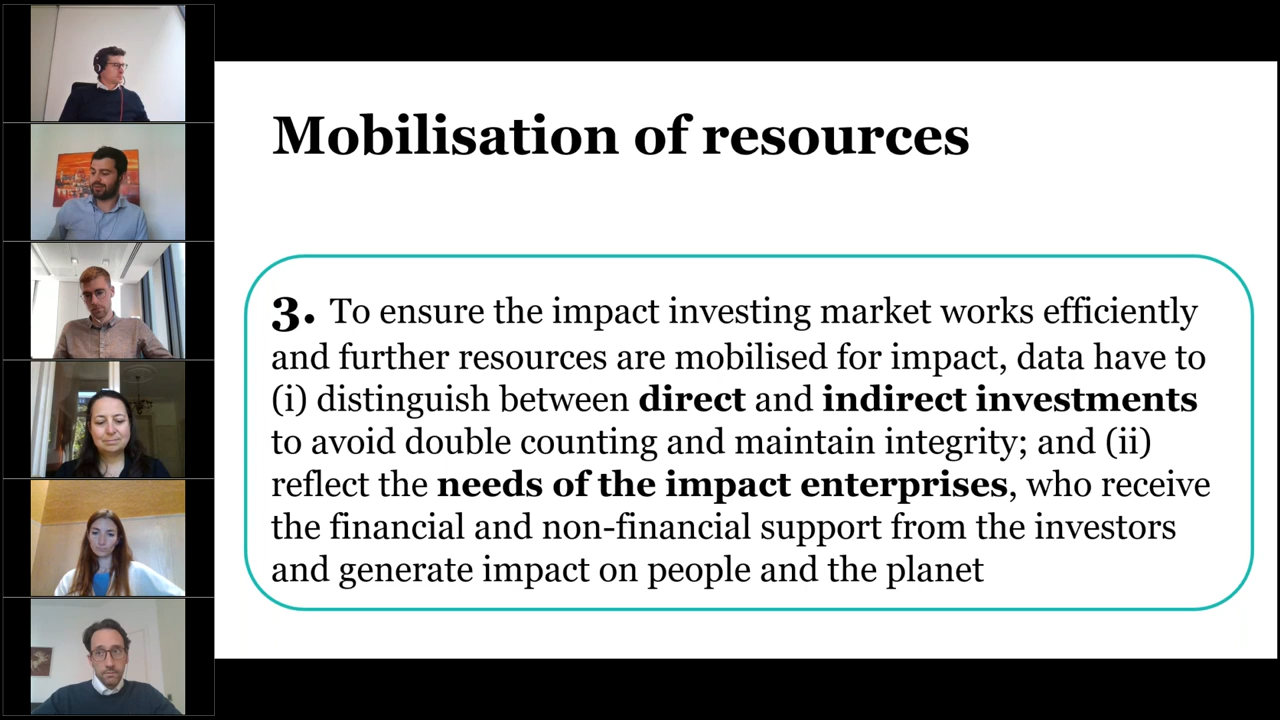 Mobilisation of resources
3. To ensure the impact investing market works efficiently
and further resources are mobilised for impact, data have to
(i) distinguish between direct and indirect investments
to avoid double counting and maintain integrity; and (ii)
reflect the needs of the impact enterprises, who receive
the financial and non-financial support from the investors
and generate impact on people and the planet